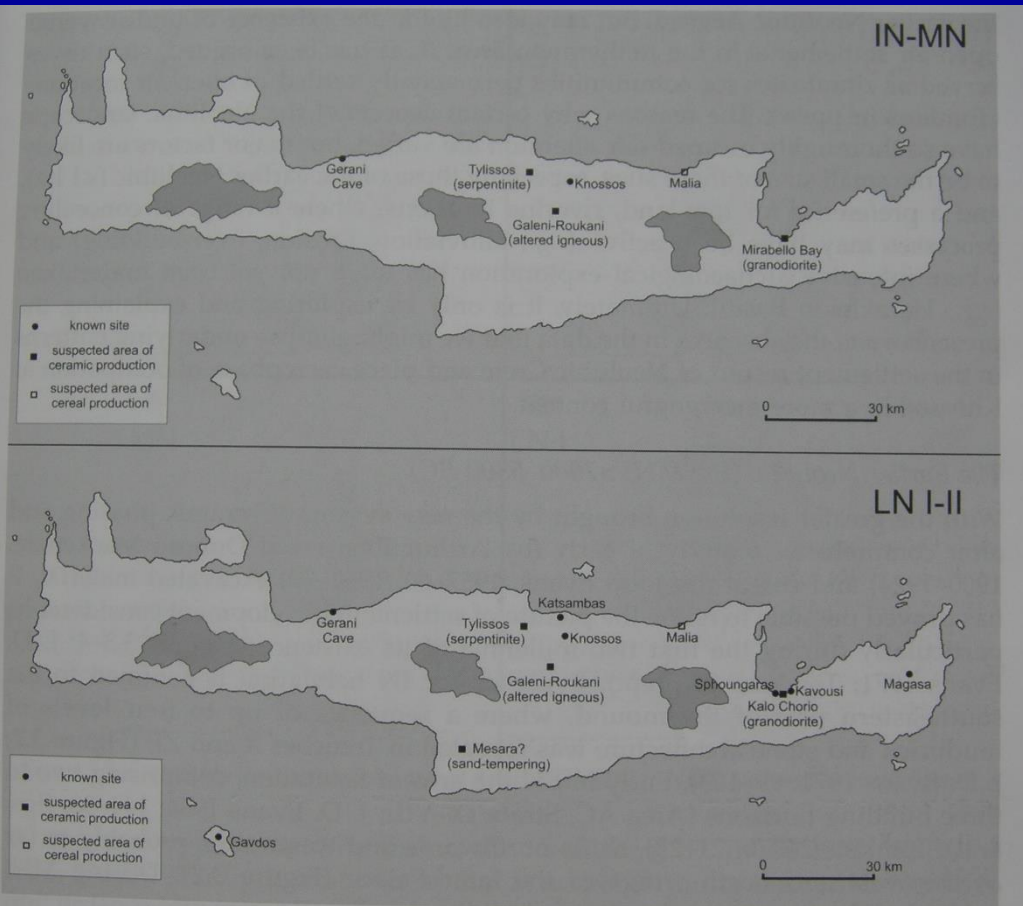 IN-MN
Gerani
Cave
Tylissos
(serpentinite)
Knossos
Malia
Galeni-Roukani
(altered igneous)
Mirabello Bay
(granodiorite)
known site
suspected area of
ceramic production
suspected area of
cereal production
0 30 km
LN I-II
Gerani
Cave
Katsambas
Tylissos
(serpentinite)
Knossos
Malia
Galeni-Roukani
(altered igneous)
Sphoungaras
Kavousi
Magasa
Kalo Chorio
(granodiorite)
Mesara?
(sand-tempering)
known site
suspected area of
ceramic production
suspected area of
cereal production
Gavdos
0 30 km